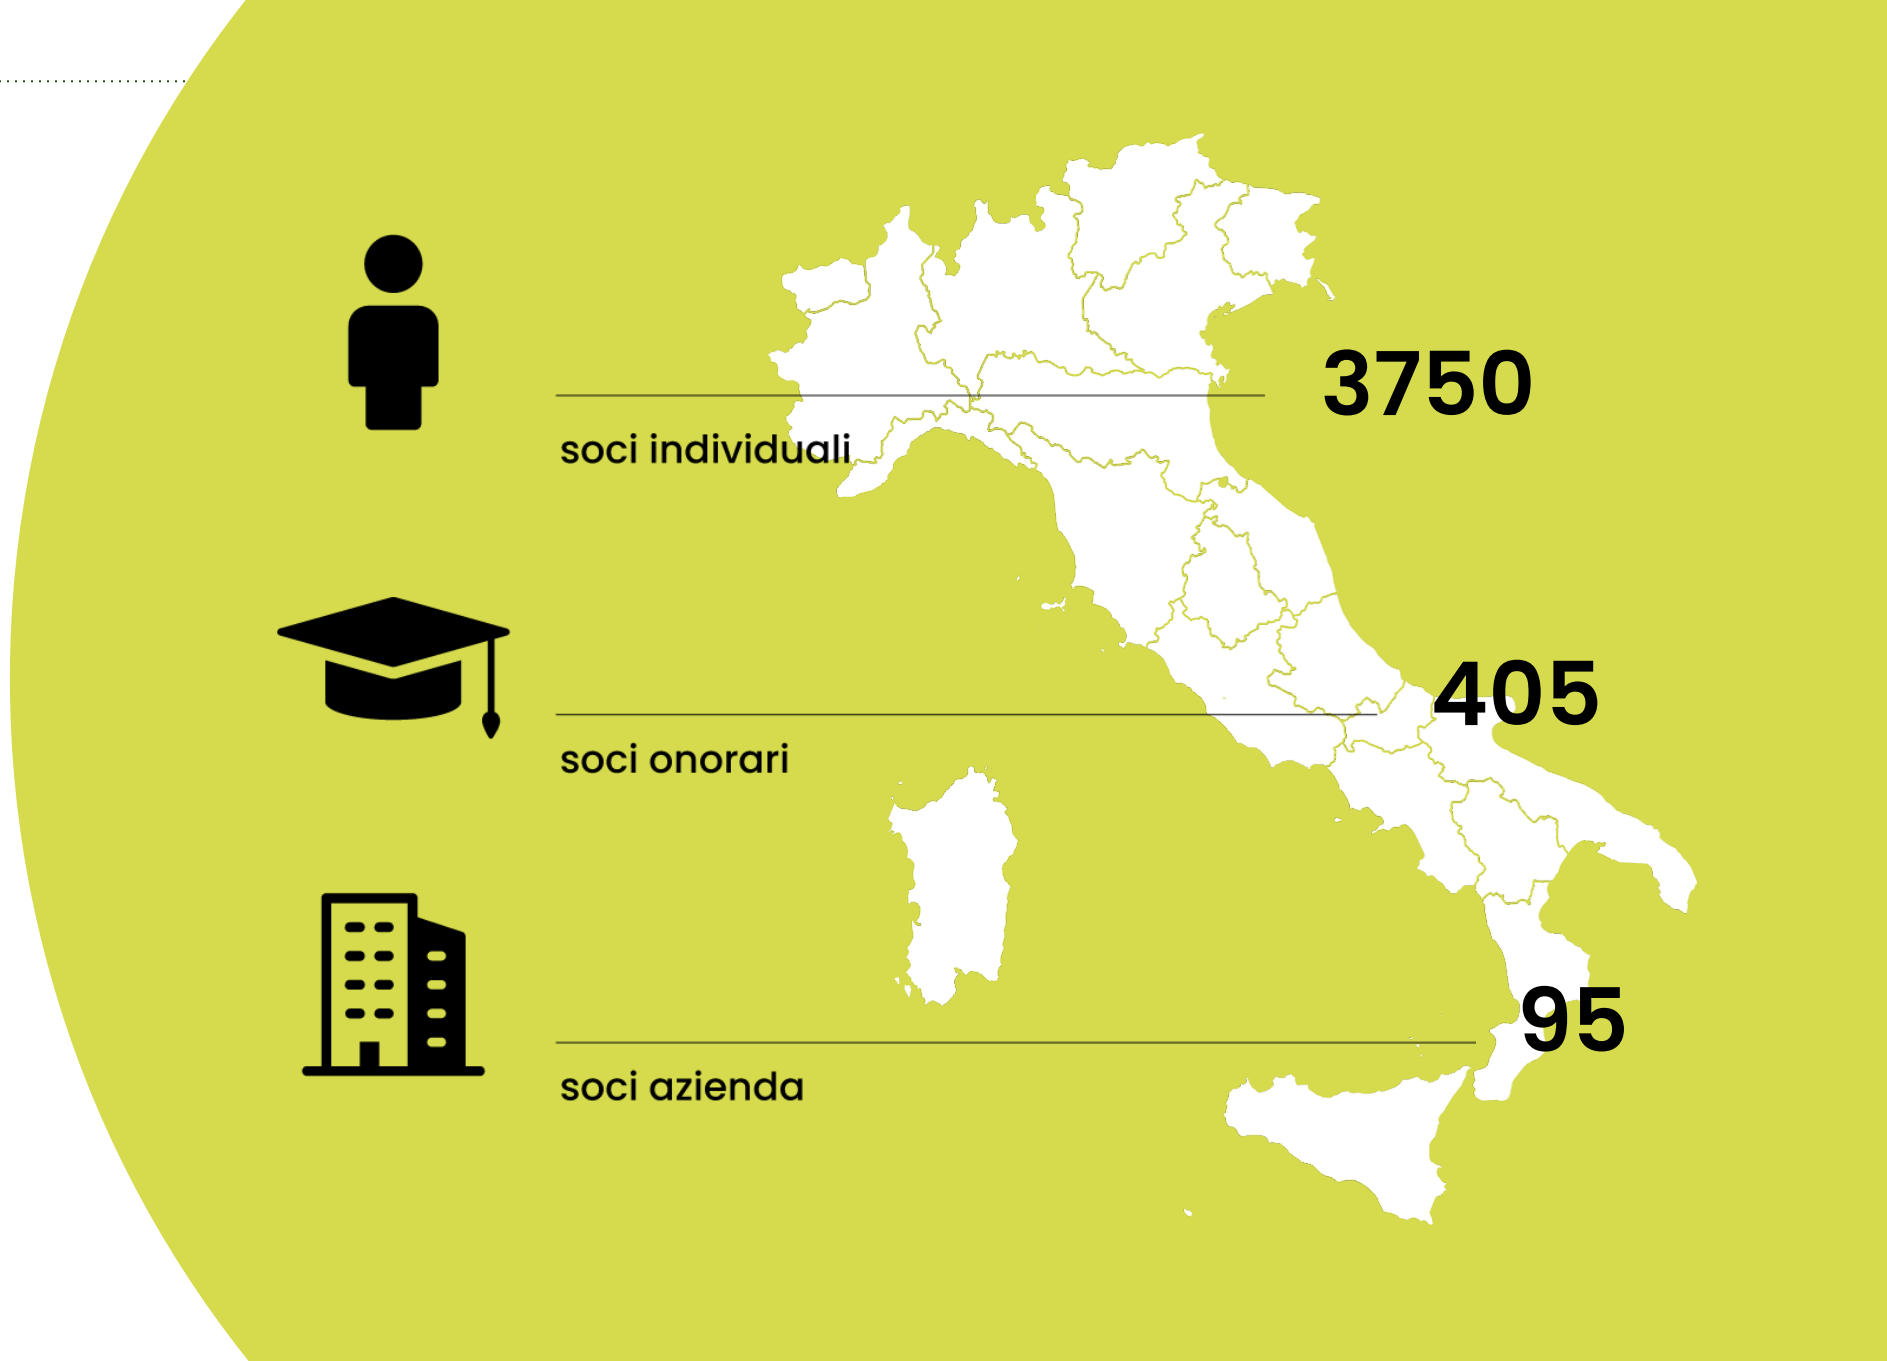 3750
soci individuali
405
soci onorari
95
soci azienda